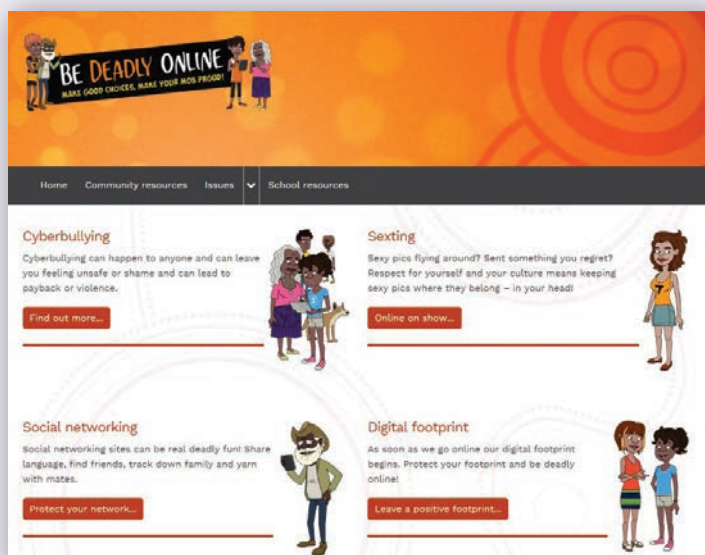 BE DEADLY ONLINE
MAKE GOOD CHOICES, MAKE YOUR MOB PROUD!
Home Community resources Issues School resources
Cyberbullying
Cyberbullying can happen to anyone and can leave
you feeling unsafe or shame and can lead to
payback or violence.
Find out more...
Sexting
Sexy pics flying around? Sent something you regret?
Respect for yourself and your culture means keeping
sexy pics where they belong – in your head!
Online on show...
Social networking
Social networking sites can be real deadly fun! Share
language, find friends, track down family and yarn
with mates.
Protect your network...
Digital footprint
As soon as we go online our digital footprint
begins. Protect your footprint and be deadly
online!
Leave a positive footprint...